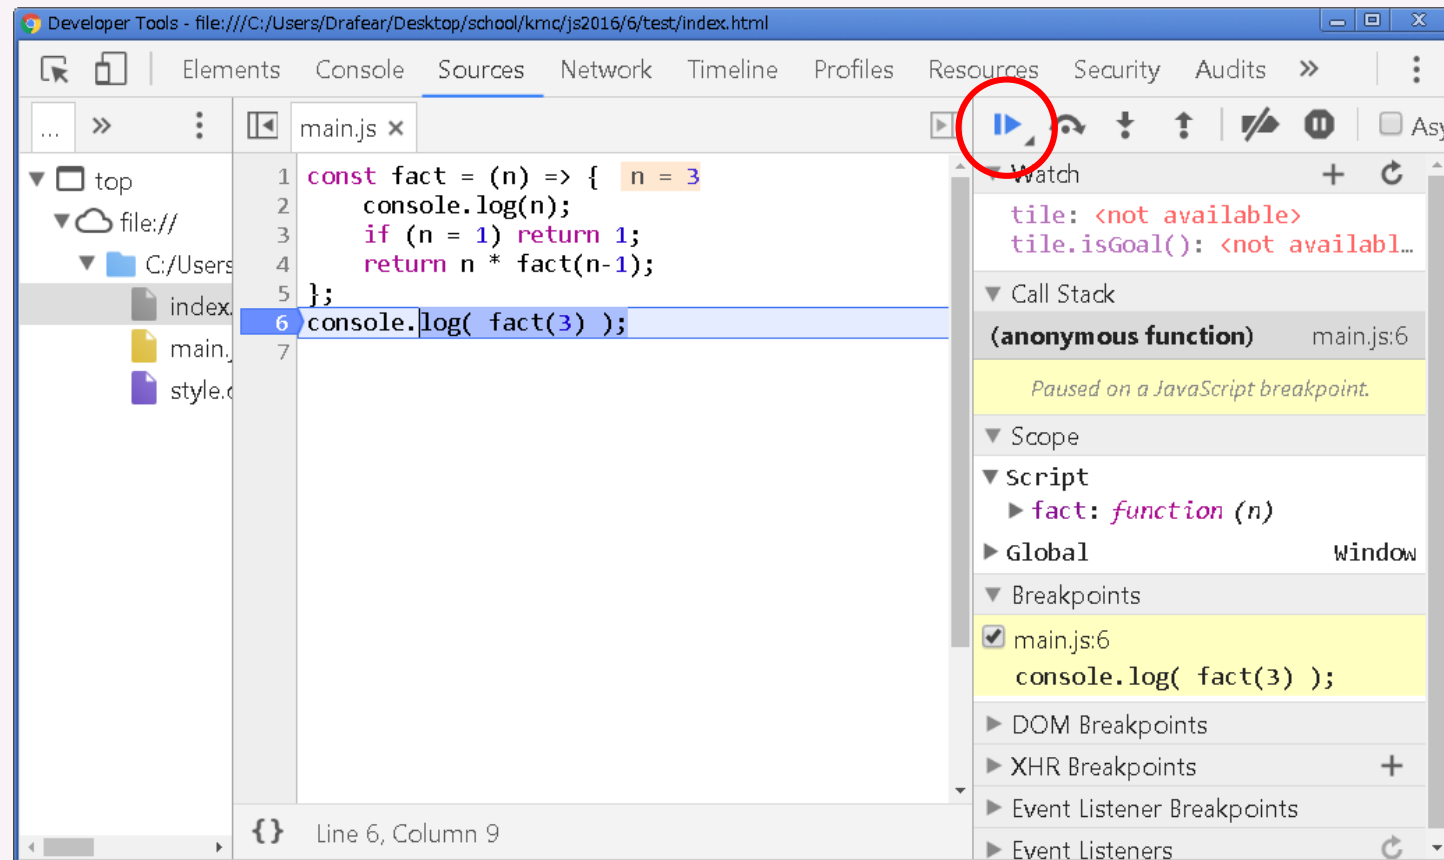 Developer Tools - file:///C:/Users/Drafear/Desktop/school/kmc/js2016/6/test/index.html
Elements Console Sources Network Timeline Profiles Resources Security Audits »
... » main.js × Asy
top
file://
C:/Users
index.
main.j
style.c
1 const fact = (n) => { n = 3
2 console.log(n);
3 if (n = 1) return 1;
4 return n * fact(n-1);
5 };
6 console.log( fact(3) );
7
{} Line 6, Column 9
Watch
tile: <not available>
tile.isGoal(): <not availabl…
Call Stack
(anonymous function) main.js:6
Paused on a JavaScript breakpoint.
Scope
Script
fact: function (n)
Global Window
Breakpoints
main.js:6
console.log( fact(3) );
DOM Breakpoints
XHR Breakpoints
Event Listener Breakpoints
Event Listeners